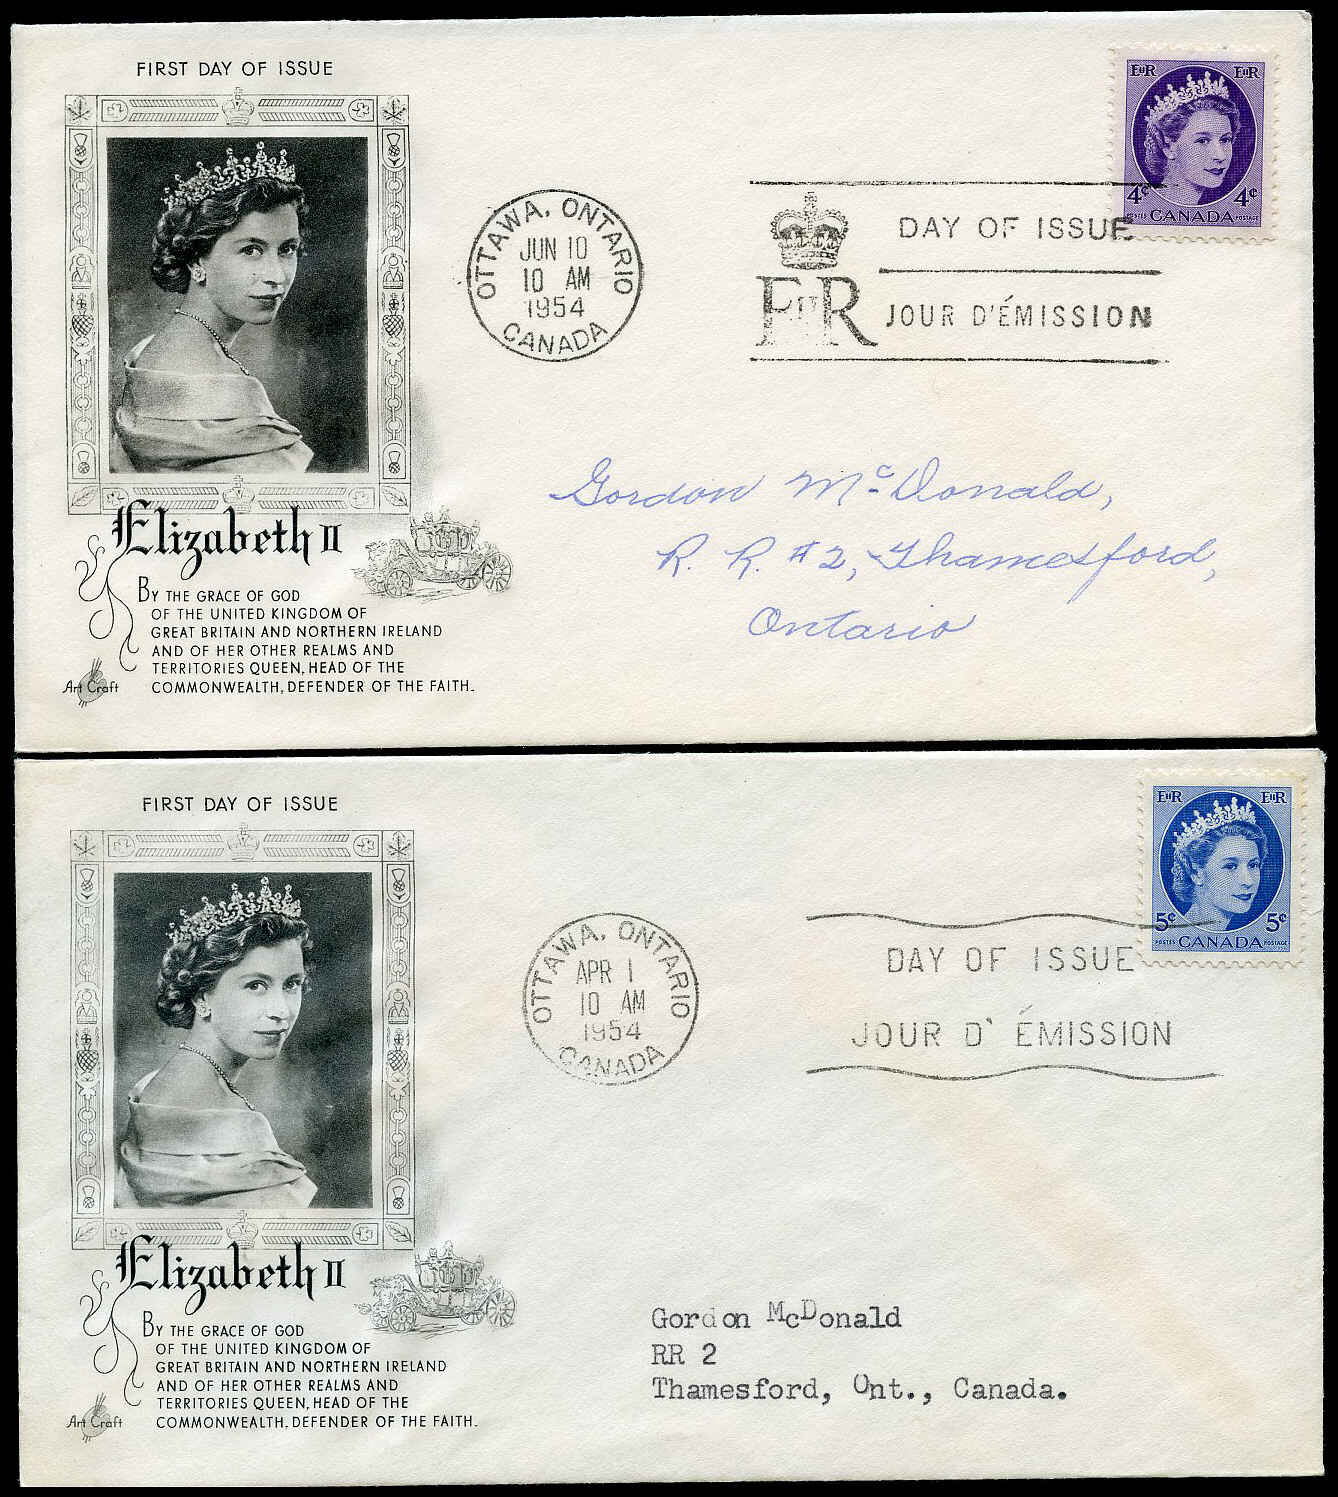 FIRST DAY OF ISSUE
EIIR EIIR
4¢ 4¢
POSTES CANADA POSTAGE
OTTAWA, ONTARIO
JUN 10
10 AM
1954
CANADA
DAY OF ISSUE
EIIR
JOUR D'ÉMISSION
Gordon McDonald,
R. R. #2, Thamesford,
Ontario
Elizabeth II
BY THE GRACE OF GOD
OF THE UNITED KINGDOM OF
GREAT BRITAIN AND NORTHERN IRELAND
AND OF HER OTHER REALMS AND
TERRITORIES QUEEN, HEAD OF THE
COMMONWEALTH, DEFENDER OF THE FAITH.
Art Craft
FIRST DAY OF ISSUE
EIIR EIIR
5¢ 5¢
POSTES CANADA POSTAGE
OTTAWA, ONTARIO
APR 1
10 AM
1954
CANADA
DAY OF ISSUE
JOUR D' ÉMISSION
Elizabeth II
BY THE GRACE OF GOD
OF THE UNITED KINGDOM OF
GREAT BRITAIN AND NORTHERN IRELAND
AND OF HER OTHER REALMS AND
TERRITORIES QUEEN, HEAD OF THE
COMMONWEALTH, DEFENDER OF THE FAITH.
Art Craft
Gordon McDonald
RR 2
Thamesford, Ont., Canada.